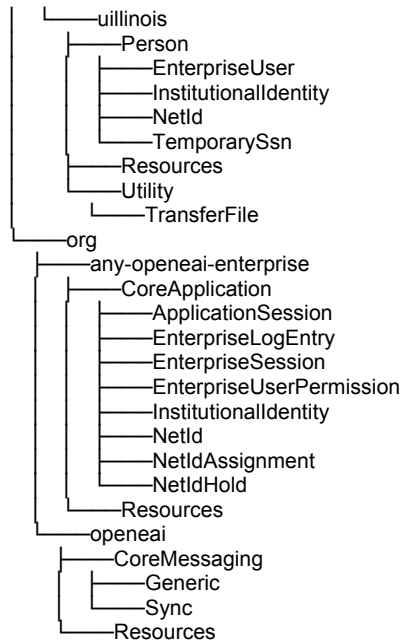 uillinois
Person
EnterpriseUser
InstitutionalIdentity
NetId
TemporarySsn
Resources
Utility
TransferFile
org
any-openeai-enterprise
CoreApplication
ApplicationSession
EnterpriseLogEntry
EnterpriseSession
EnterpriseUserPermission
InstitutionalIdentity
NetId
NetIdAssignment
NetIdHold
Resources
openeai
CoreMessaging
Generic
Sync
Resources